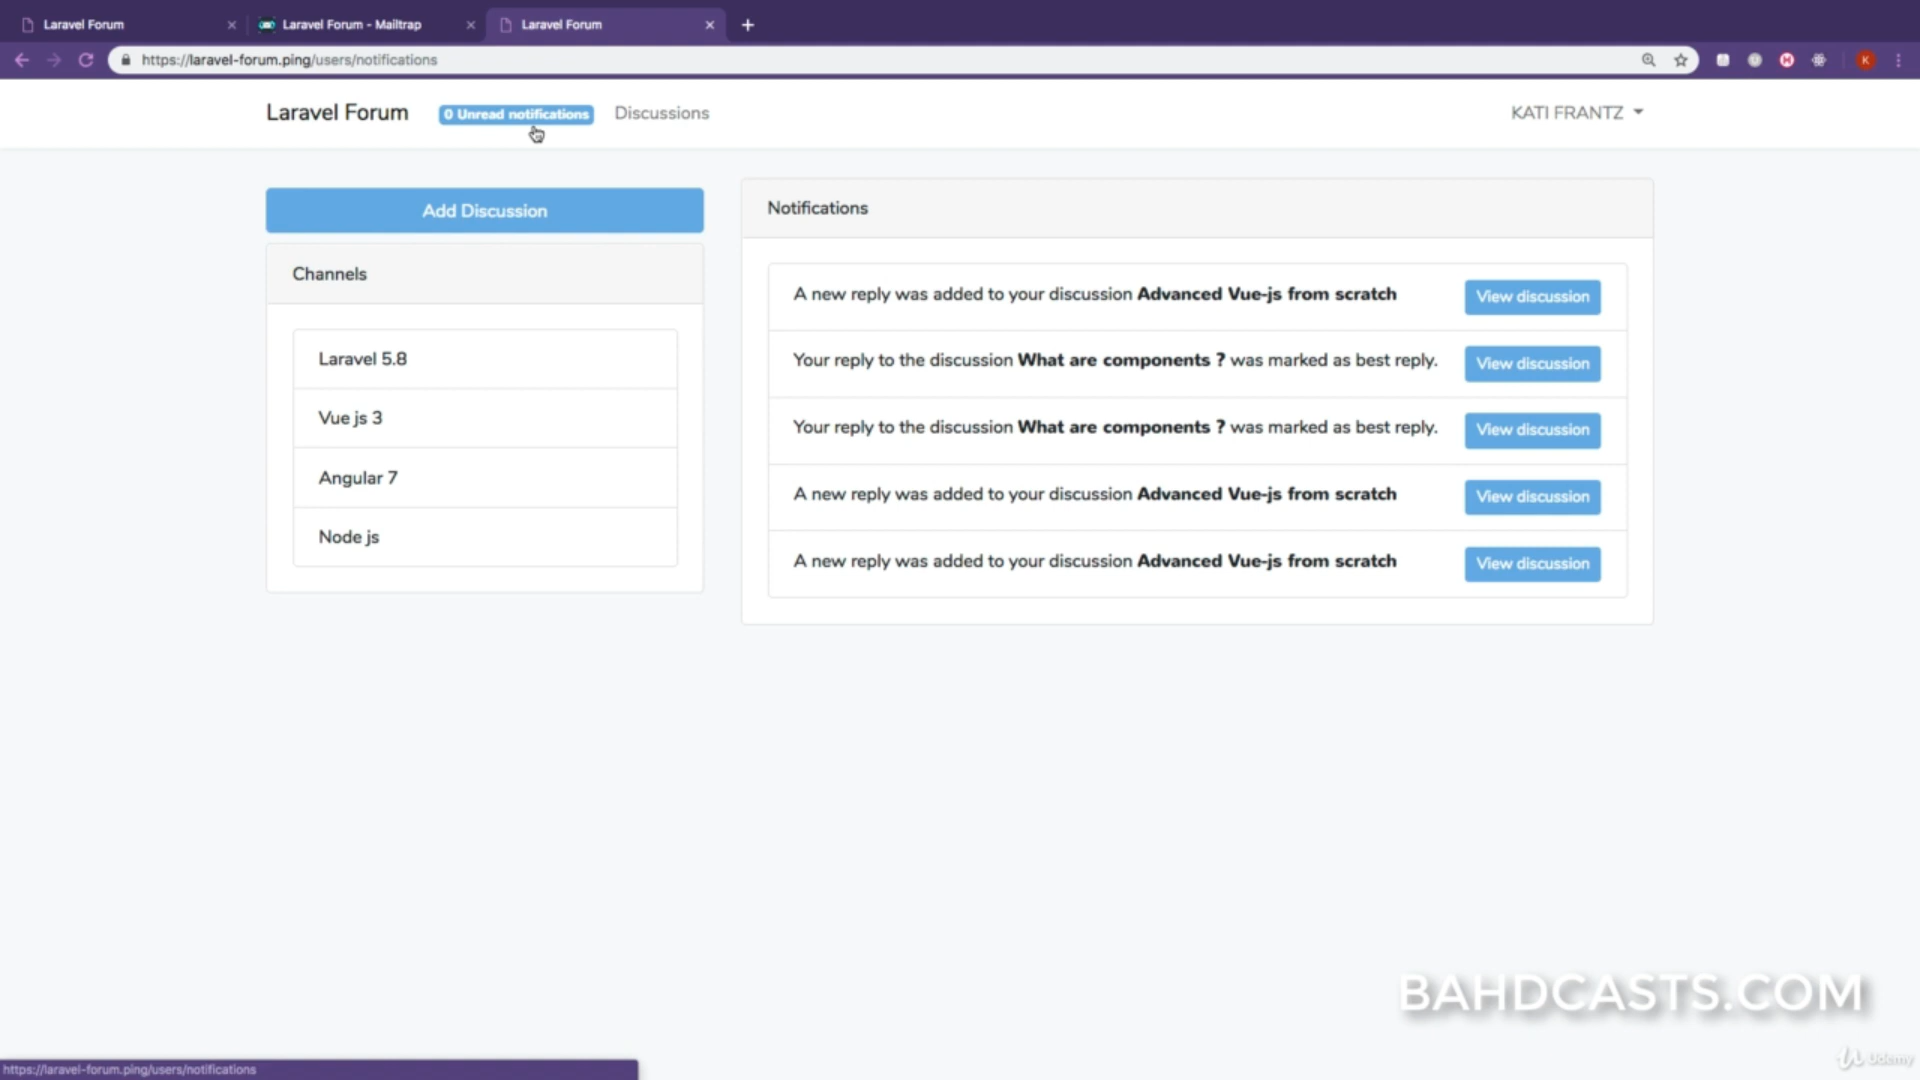 Laravel Forum
Laravel Forum - Mailtrap
Laravel Forum
https://laravel-forum.ping/users/notifications
K
Laravel Forum
0 Unread notifications
Discussions
KATI FRANTZ
Add Discussion
Channels
Laravel 5.8
Vue js 3
Angular 7
Node js
Notifications
A new reply was added to your discussion Advanced Vue-js from scratch
View discussion
Your reply to the discussion What are components ? was marked as best reply.
View discussion
Your reply to the discussion What are components ? was marked as best reply.
View discussion
A new reply was added to your discussion Advanced Vue-js from scratch
View discussion
A new reply was added to your discussion Advanced Vue-js from scratch
View discussion
BAHDCASTS.COM
Udemy
https://laravel-forum.ping/users/notifications